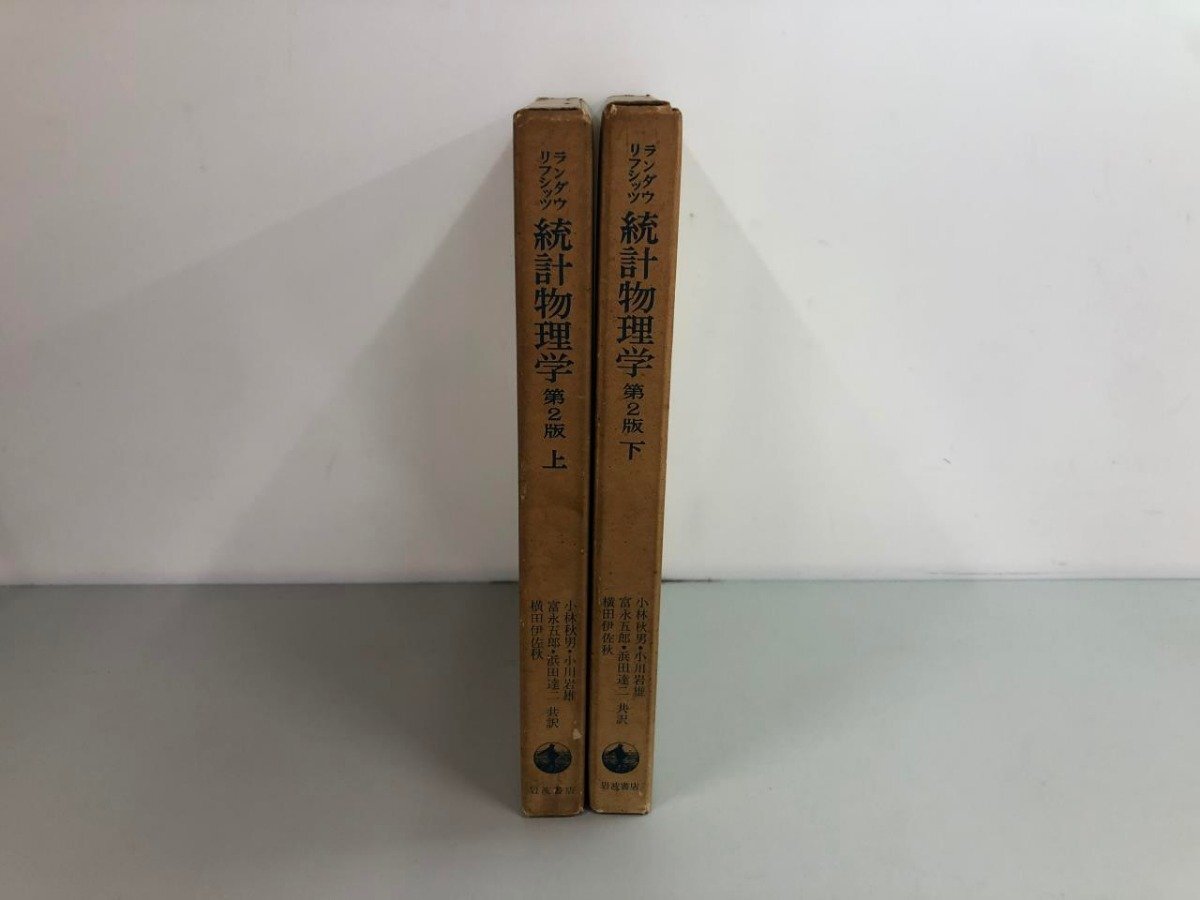 ランダウ
リフシッツ
統計物理学 第2版 上
小林秋男・小川岩雄
富永五郎・浜田達二 共訳
横田伊佐秋
岩波書店
ランダウ
リフシッツ
統計物理学 第2版 下
小林秋男・小川岩雄
富永五郎・浜田達二 共訳
横田伊佐秋
岩波書店